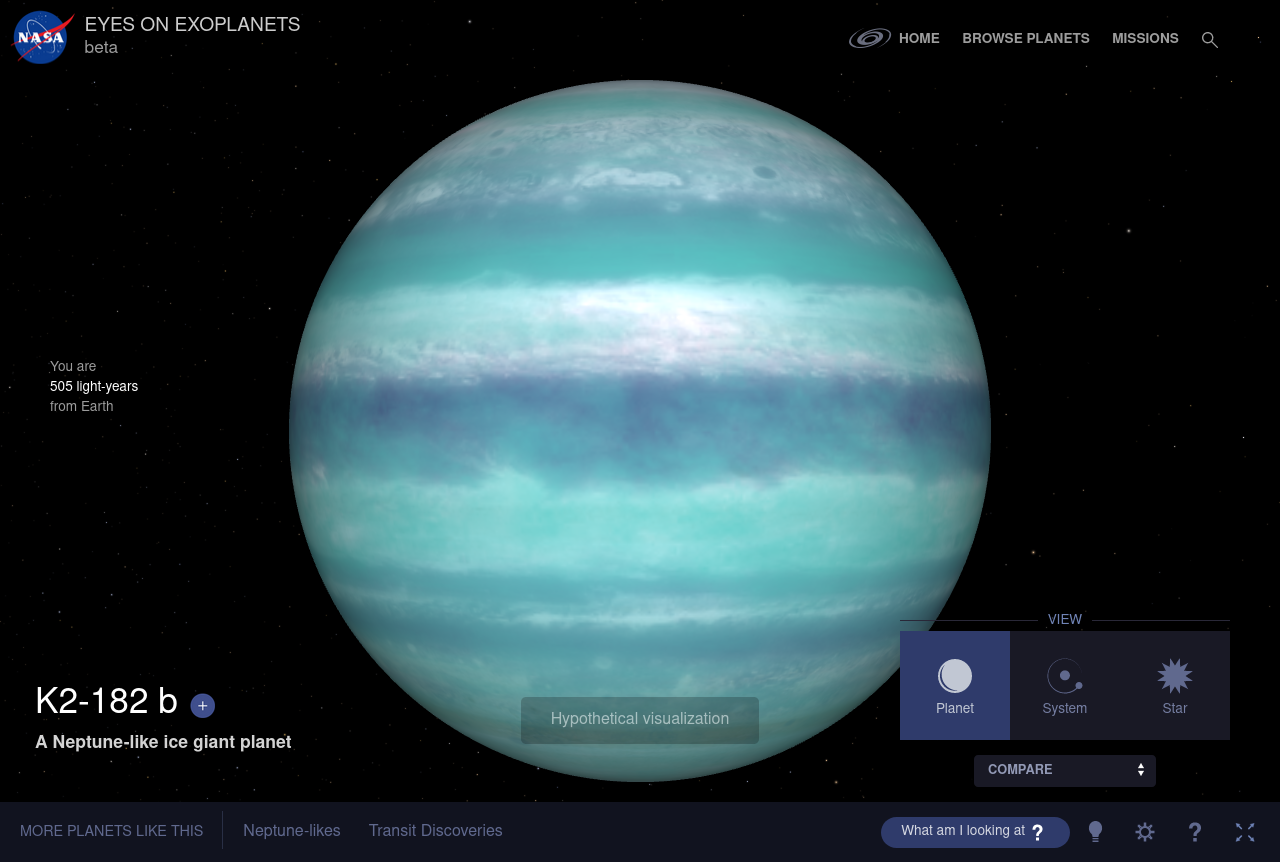 NASA
EYES ON EXOPLANETS
beta
HOME
BROWSE PLANETS
MISSIONS
You are
505 light-years
from Earth
VIEW
Planet
System
Star
K2-182 b +
A Neptune-like ice giant planet
Hypothetical visualization
COMPARE
MORE PLANETS LIKE THIS
Neptune-likes
Transit Discoveries
What am I looking at ?
?